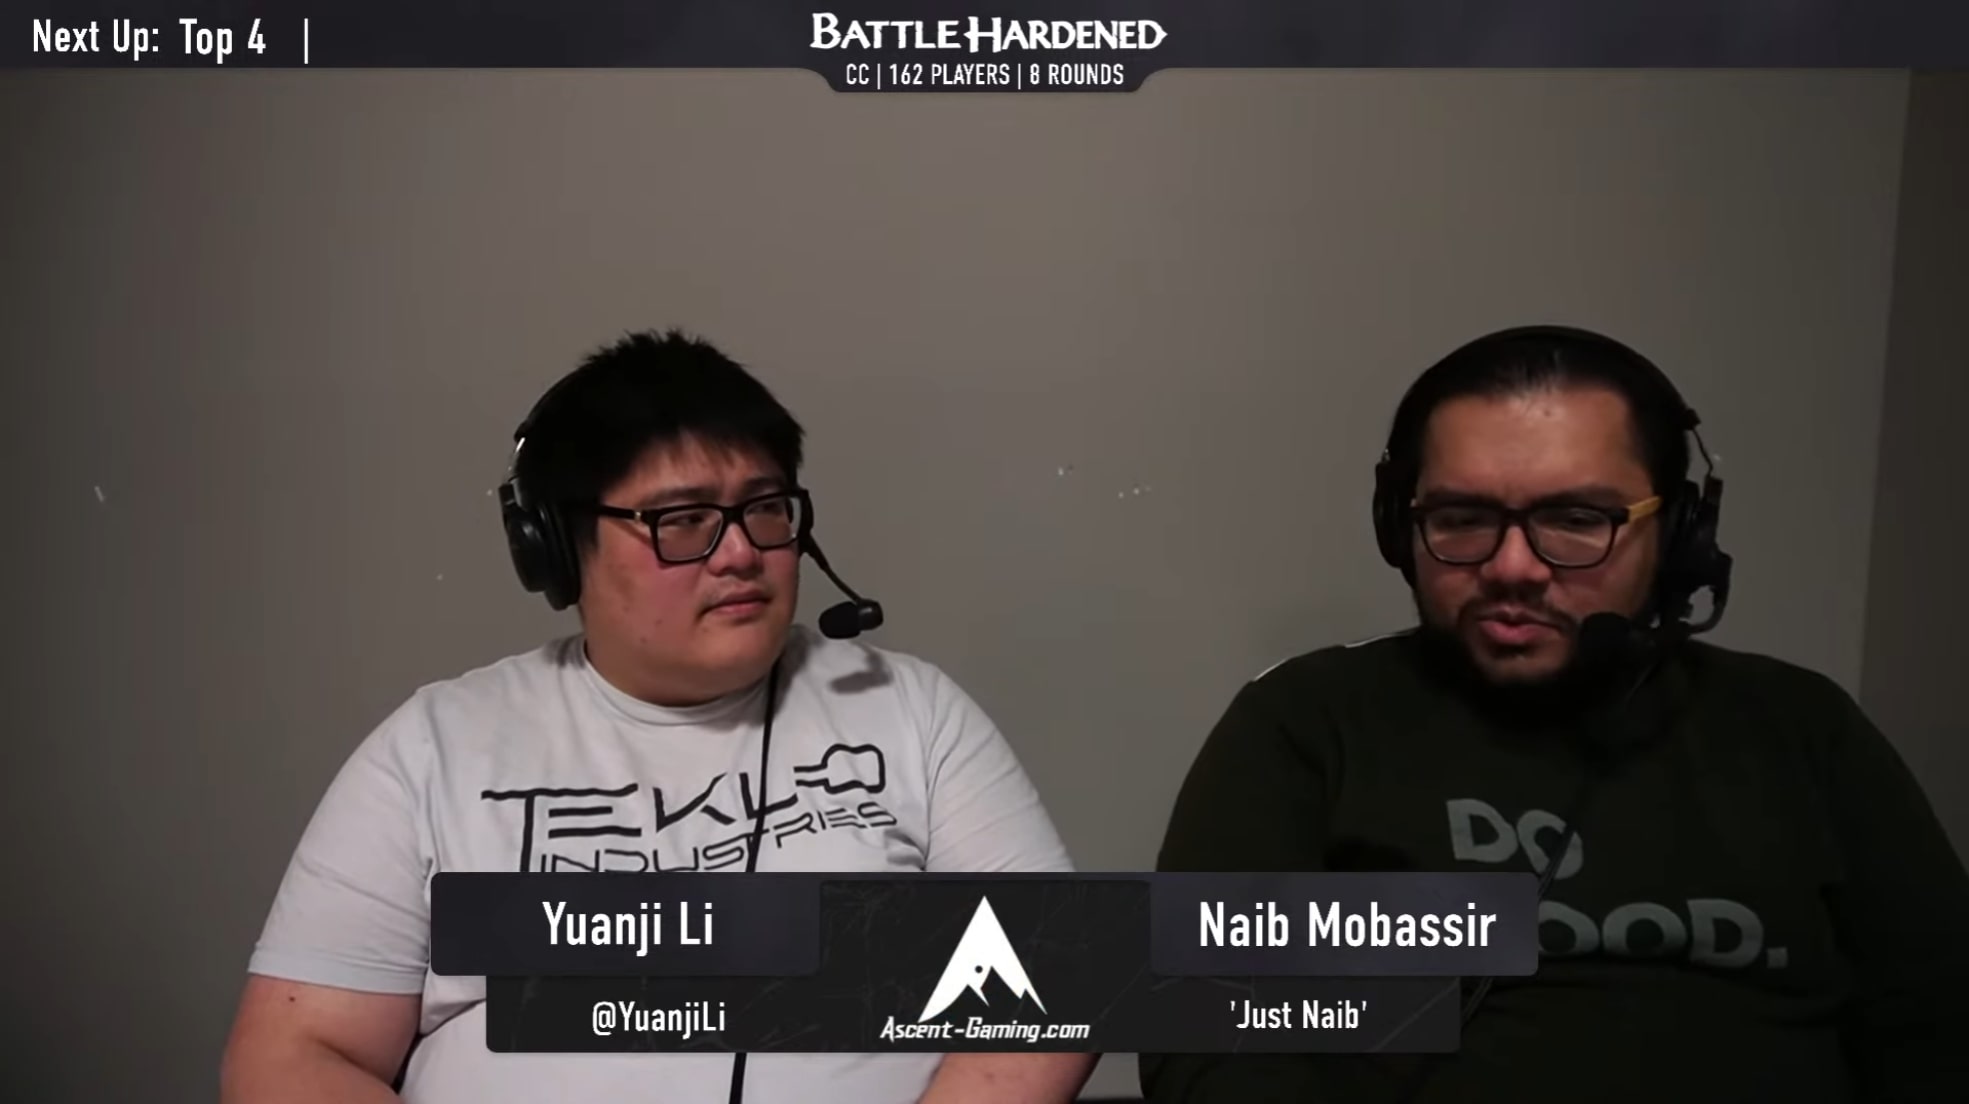 Next Up: Top 4 |
BATTLE HARDENED
CC | 162 PLAYERS | 8 ROUNDS
TEKLO
INDUSTRIES
DO
OOD.
Yuanji Li
Naib Mobassir
@YuanjiLi
Ascent-Gaming.com
'Just Naib'